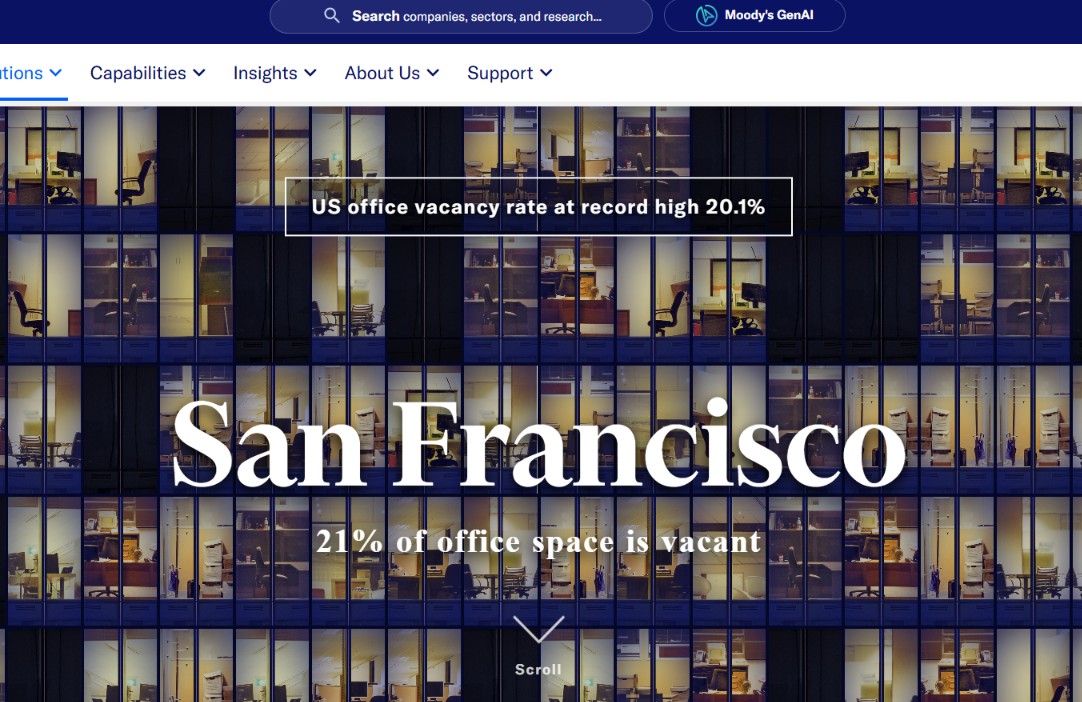 Search companies, sectors, and research...
Moody's GenAI
Capabilities
Insights
About Us
Support
US office vacancy rate at record high 20.1%
San Francisco
21% of office space is vacant
Scroll